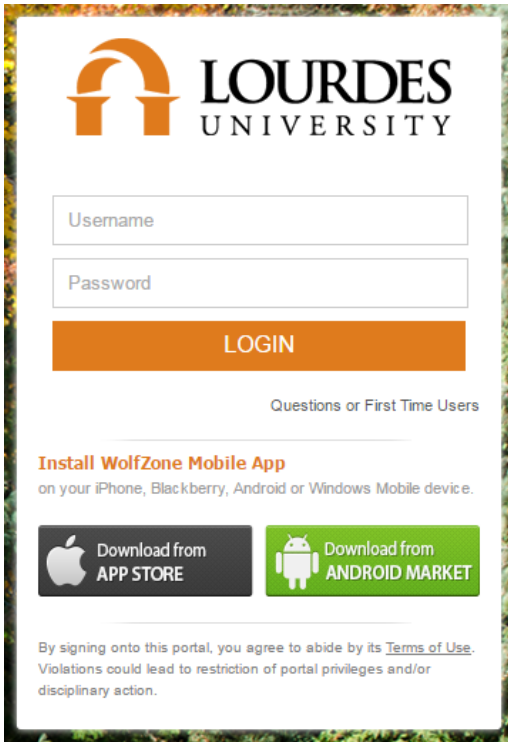 LOURDES
UNIVERSITY
Username
Password
LOGIN
Questions or First Time Users
Install WolfZone Mobile App
on your iPhone, Blackberry, Android or Windows Mobile device.
Download from
APP STORE
Download from
ANDROID MARKET
By signing onto this portal, you agree to abide by its Terms of Use.
Violations could lead to restriction of portal privileges and/or
disciplinary action.